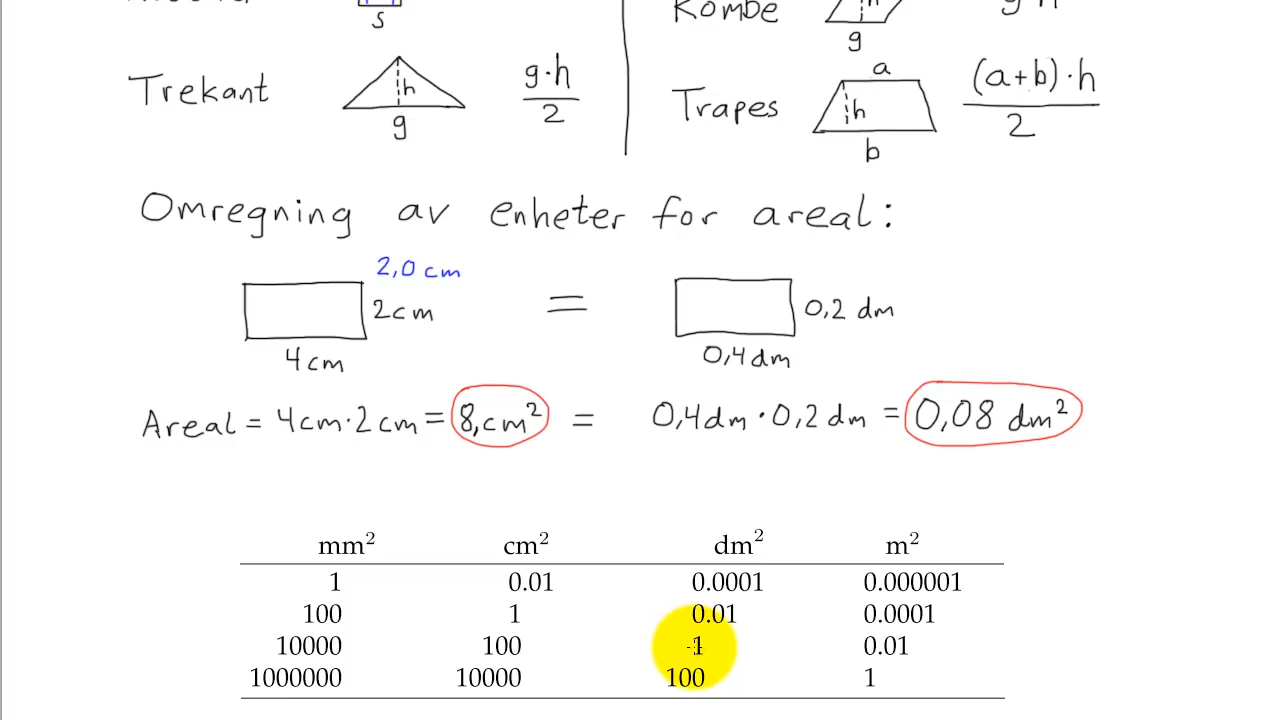 s
g
g·h
Trekant h g·h/2
g
a
Trapes h (a+b)·h/2
b
Omregning av enheter for areal:
2,0 cm
2cm = 0,2 dm
4cm 0,4dm
Areal = 4cm·2cm = 8,cm² = 0,4dm·0,2dm = 0,08 dm²
mm² cm² dm² m²
1 0.01 0.0001 0.000001
100 1 0.01 0.0001
10000 100 1 0.01
1000000 10000 100 1